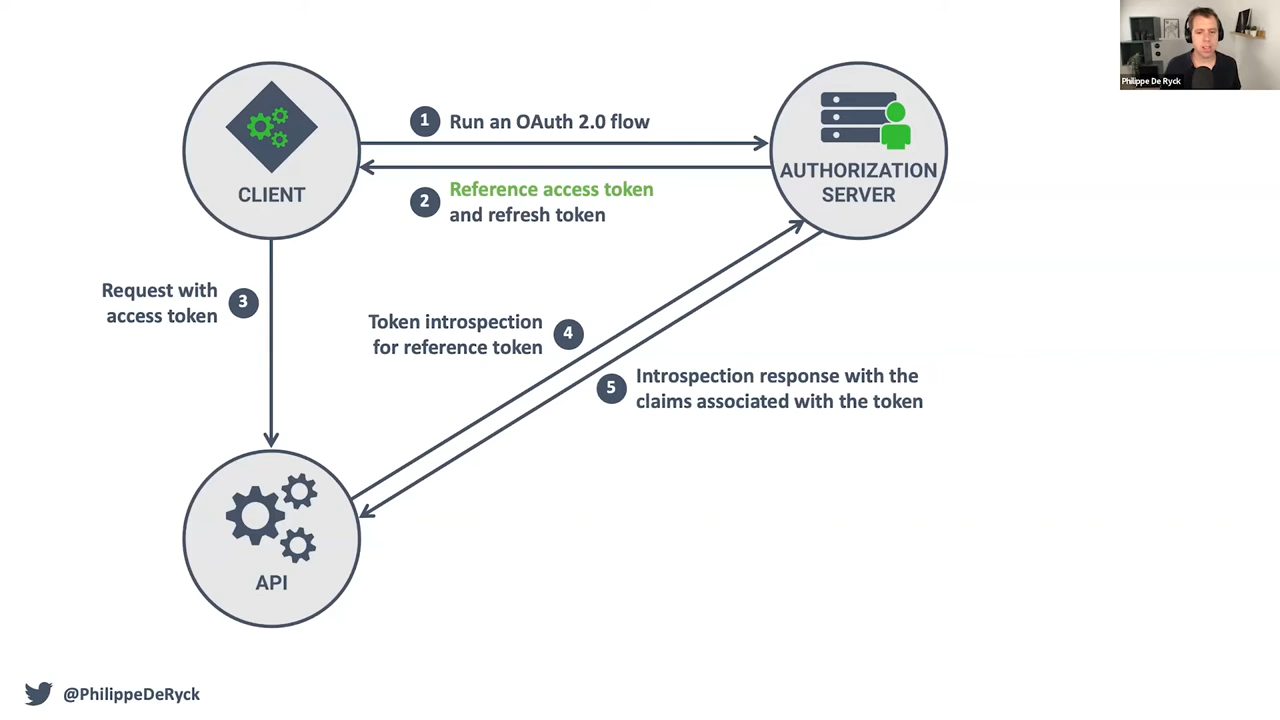 Philippe De Ryck
1 Run an OAuth 2.0 flow
CLIENT
AUTHORIZATION
SERVER
2 Reference access token
and refresh token
Request with
access token
3
Token introspection
for reference token
4
5 Introspection response with the
claims associated with the token
API
@PhilippeDeRyck